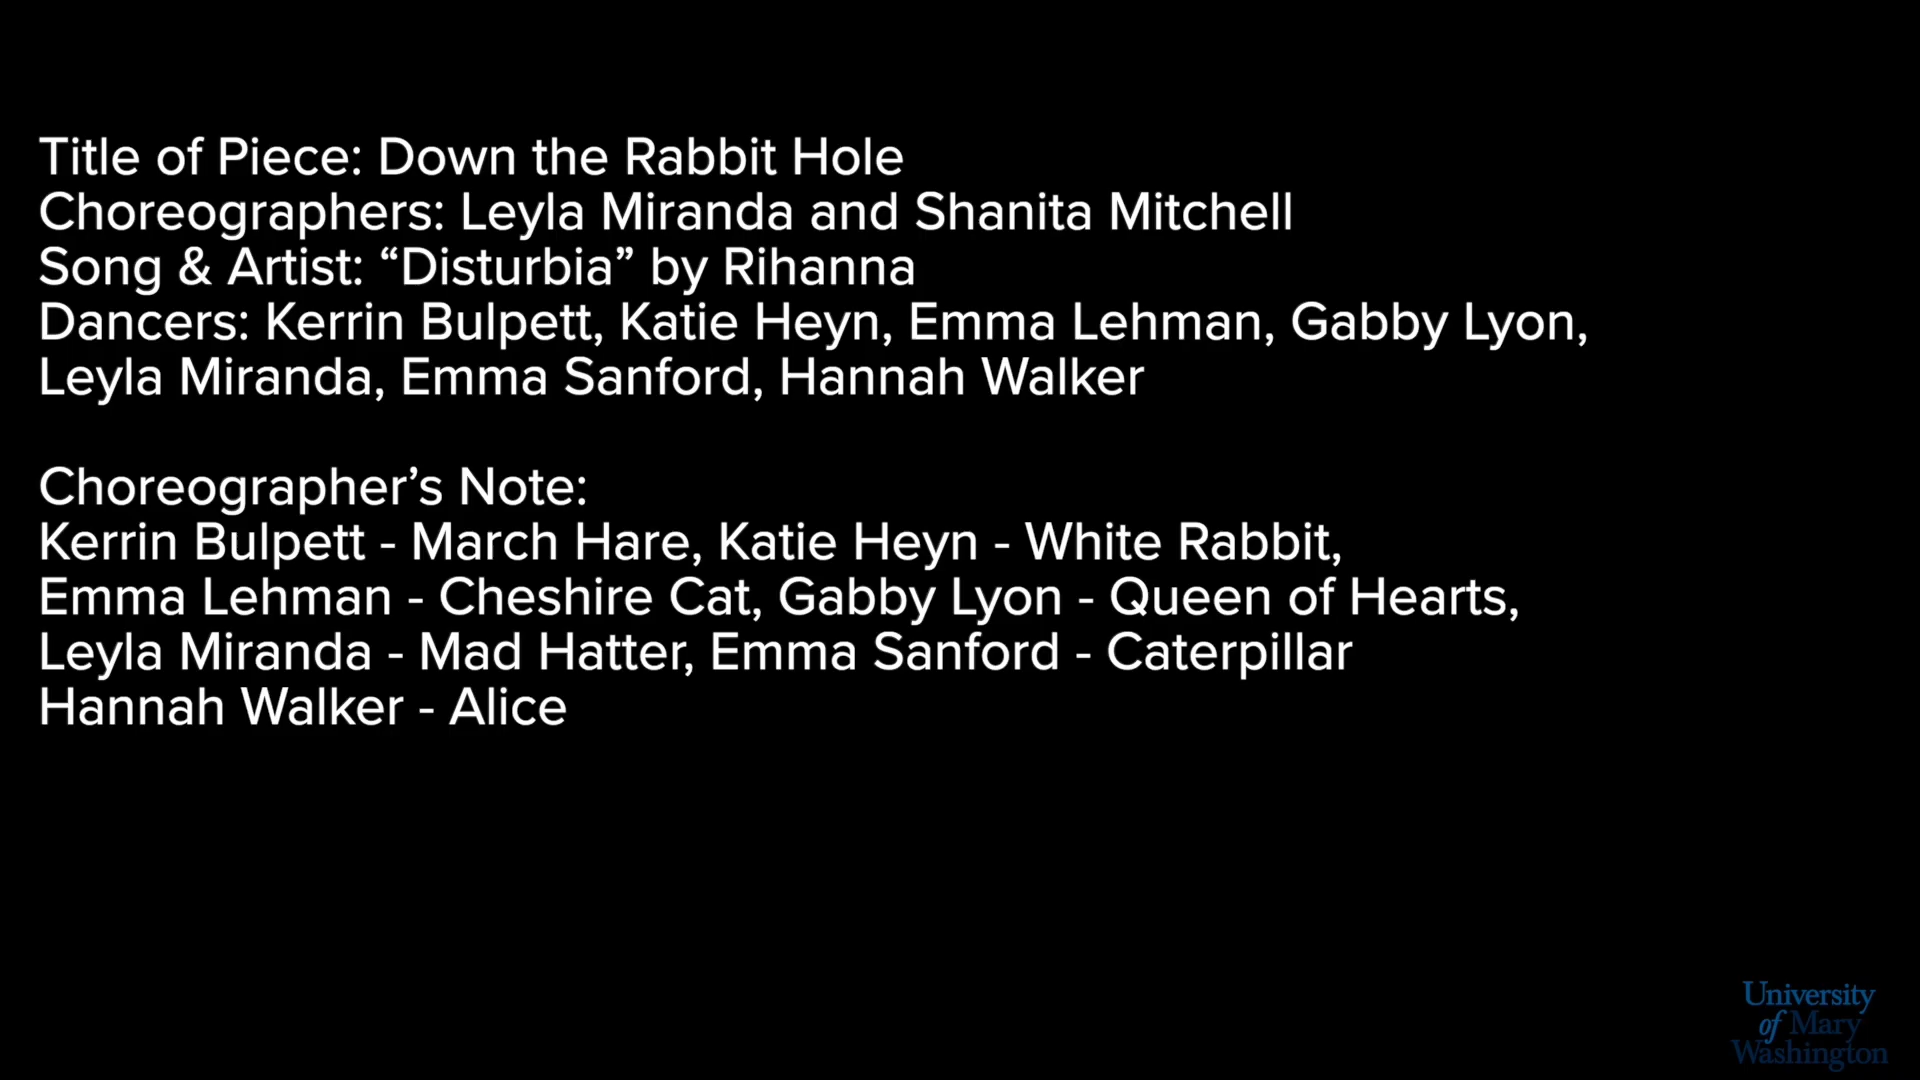 Title of Piece: Down the Rabbit Hole
Choreographers: Leyla Miranda and Shanita Mitchell
Song & Artist: “Disturbia” by Rihanna
Dancers: Kerrin Bulpett, Katie Heyn, Emma Lehman, Gabby Lyon,
Leyla Miranda, Emma Sanford, Hannah Walker
Choreographer’s Note:
Kerrin Bulpett - March Hare, Katie Heyn - White Rabbit,
Emma Lehman - Cheshire Cat, Gabby Lyon - Queen of Hearts,
Leyla Miranda - Mad Hatter, Emma Sanford - Caterpillar
Hannah Walker - Alice
University
of Mary
Washington